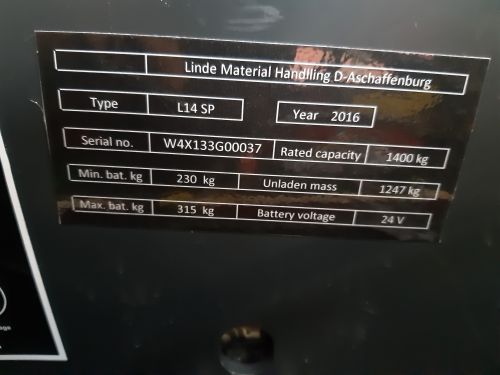 Linde Material Handlling D-Aschaffenburg
Type L14 SP Year 2016
Serial no. W4X133G00037 Rated capacity 1400 kg
Min. bat. kg 230 kg Unladen mass 1247 kg
Max. bat. kg 315 kg Battery voltage 24 V